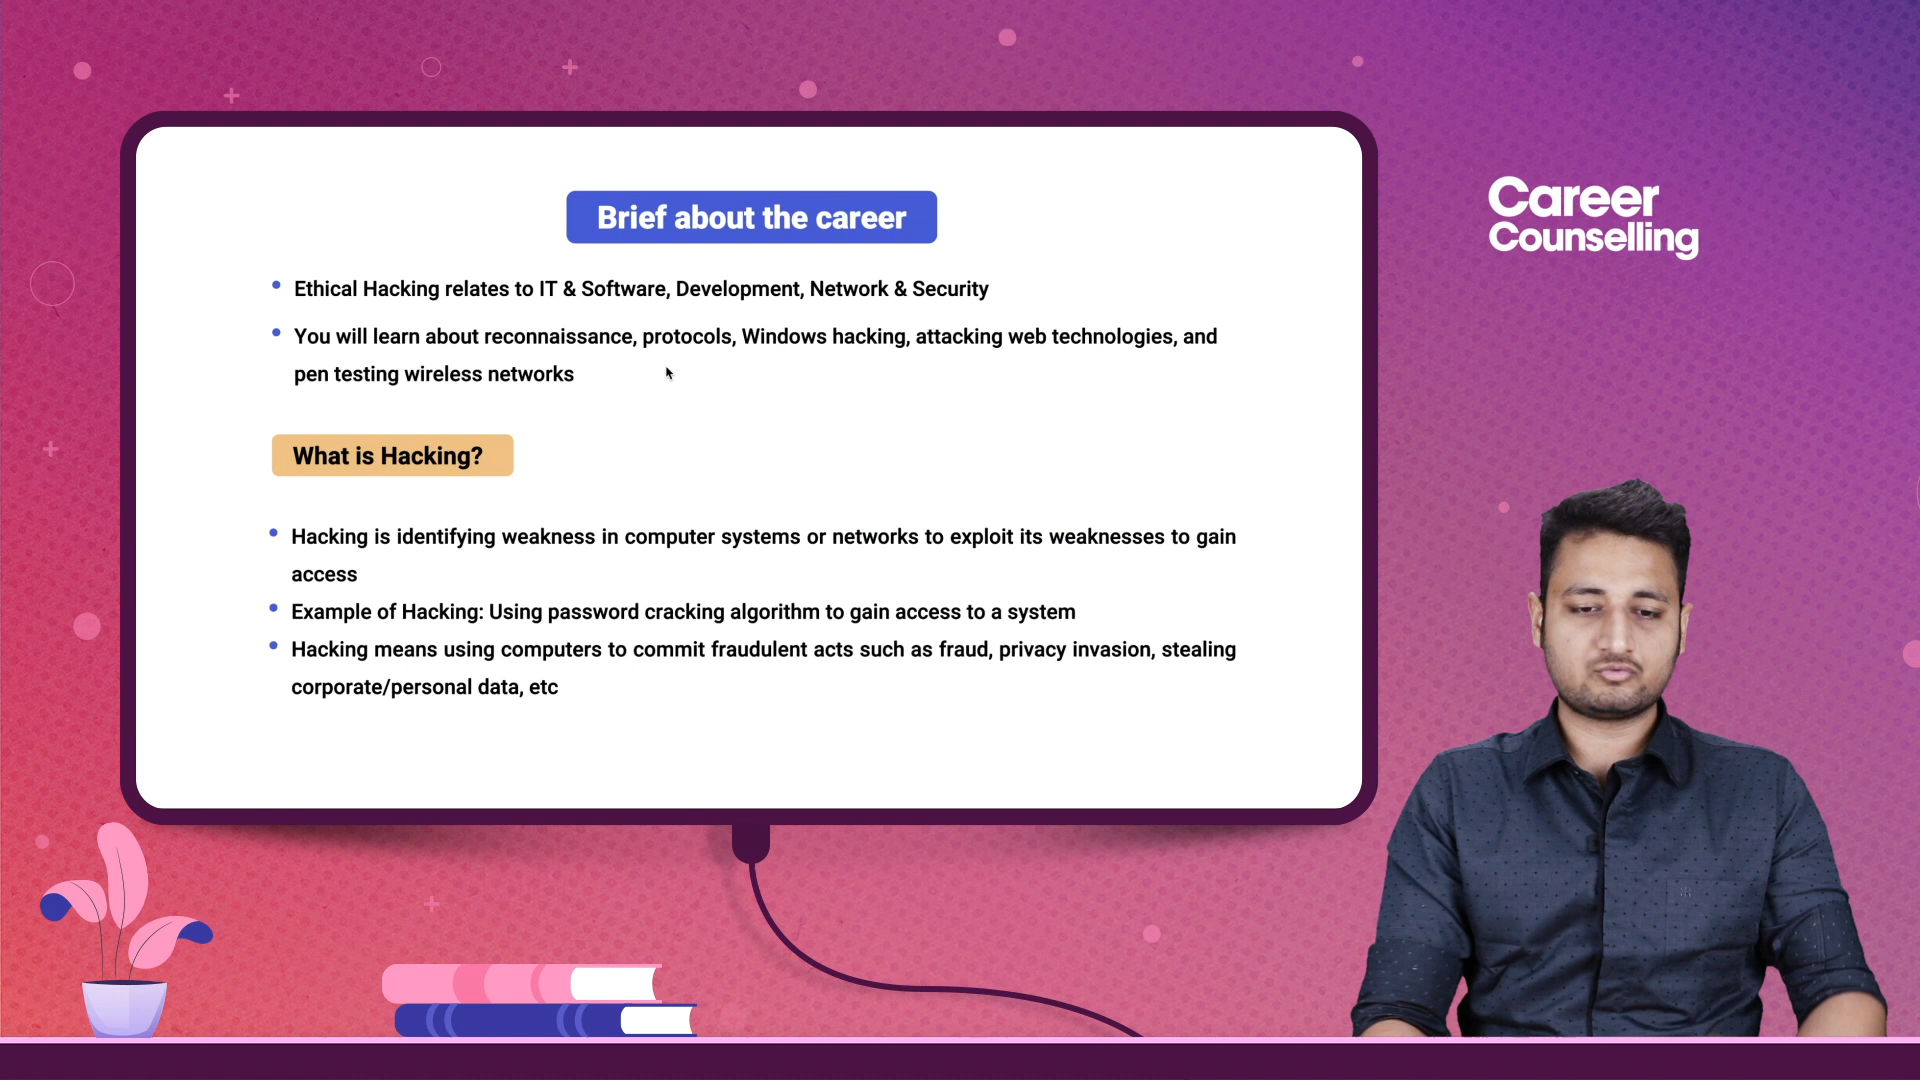 Brief about the career
Career
Counselling
Ethical Hacking relates to IT & Software, Development, Network & Security
You will learn about reconnaissance, protocols, Windows hacking, attacking web technologies, and
pen testing wireless networks
What is Hacking?
Hacking is identifying weakness in computer systems or networks to exploit its weaknesses to gain
access
Example of Hacking: Using password cracking algorithm to gain access to a system
Hacking means using computers to commit fraudulent acts such as fraud, privacy invasion, stealing
corporate/personal data, etc